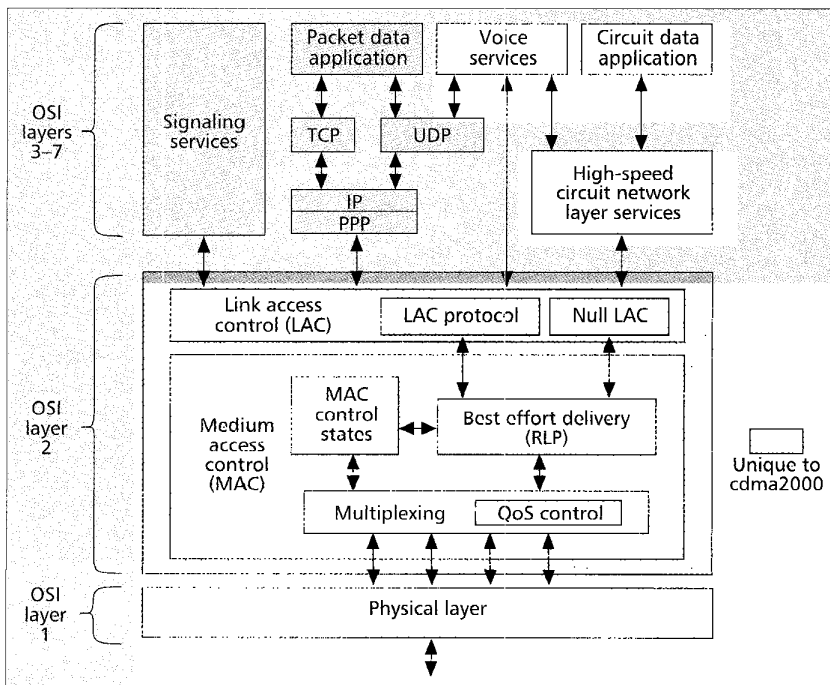 OSI
layers
3–7
Signaling
services
Packet data
application
Voice
services
Circuit data
application
TCP
UDP
IP
PPP
High-speed
circuit network
layer services
OSI
layer
2
Link access
control (LAC)
LAC protocol
Null LAC
Medium
access
control
(MAC)
MAC
control
states
Best effort delivery
(RLP)
Multiplexing
QoS control
Unique to
cdma2000
OSI
layer
1
Physical layer